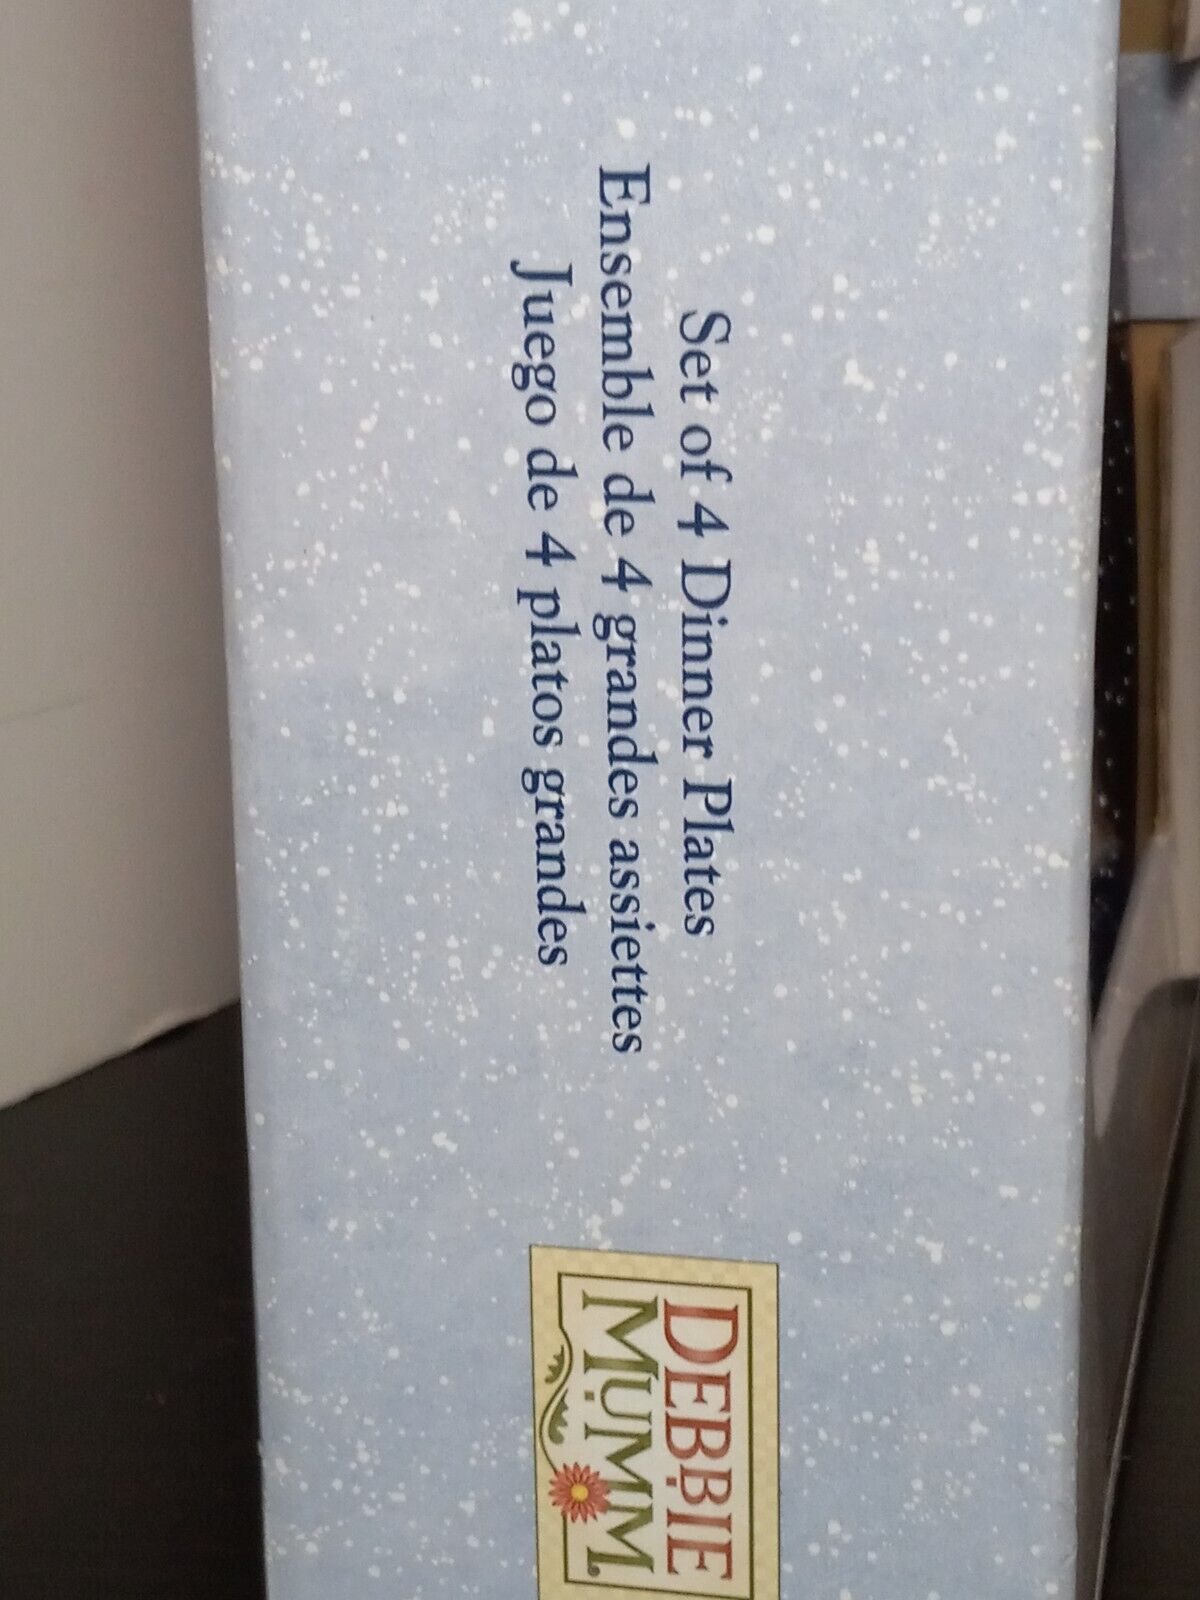 Set of 4 Dinner Plates
Ensemble de 4 grandes assiettes
Juego de 4 platos grandes
DEBBIE
MUMM®